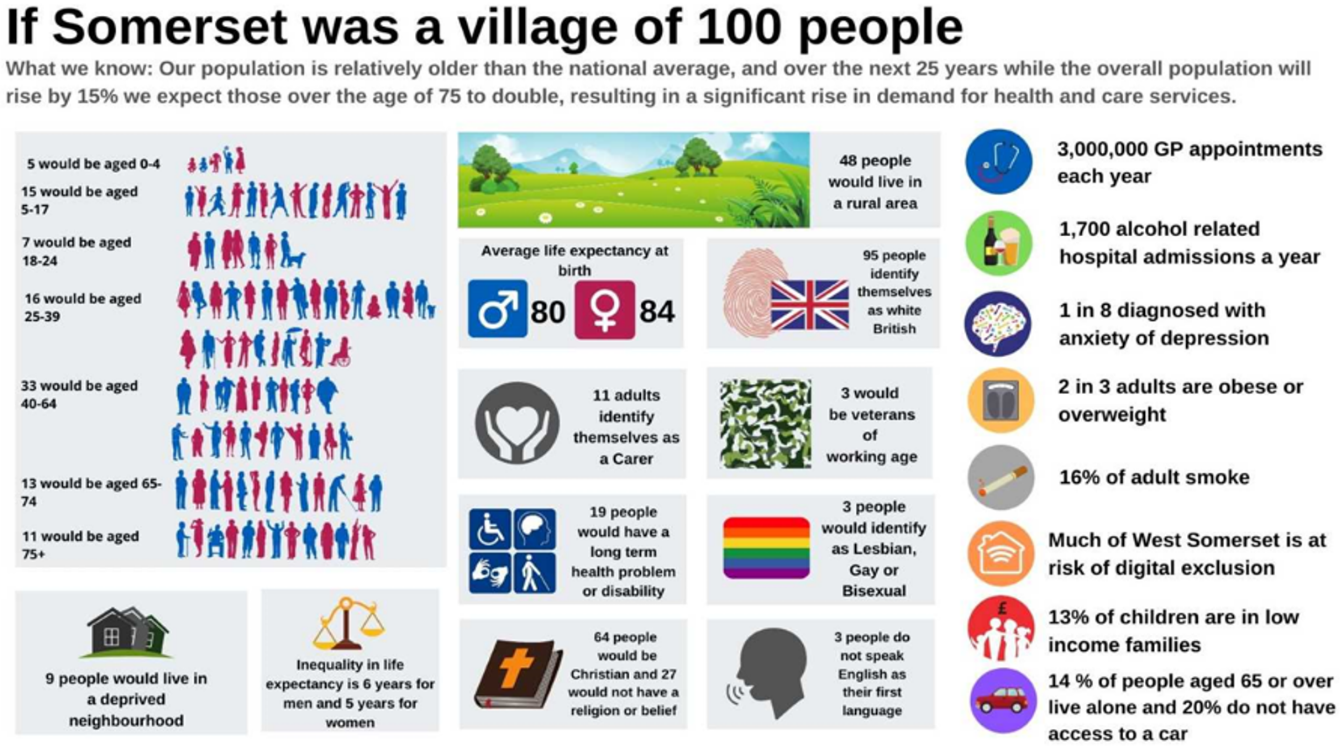 If Somerset was a village of 100 people
What we know: Our population is relatively older than the national average, and over the next 25 years while the overall population will
rise by 15% we expect those over the age of 75 to double, resulting in a significant rise in demand for health and care services.
5 would be aged 0-4
15 would be aged
5-17
7 would be aged
18-24
16 would be aged
25-39
33 would be aged
40-64
13 would be aged 65-
74
11 would be aged
75+
9 people would live in
a deprived
neighbourhood
Inequality in life
expectancy is 6 years for
men and 5 years for
women
48 people
would live in
a rural area
Average life expectancy at
birth
80
84
95 people
identify
themselves
as white
British
11 adults
identify
themselves as
a Carer
3 would
be veterans
of
working age
19 people
would have a
long term
health problem
or disability
3 people
would identify
as Lesbian,
Gay or
Bisexual
64 people
would be
Christian and 27
would not have a
religion or belief
3 people do
not speak
English as
their first
language
3,000,000 GP appointments
each year
1,700 alcohol related
hospital admissions a year
1 in 8 diagnosed with
anxiety of depression
2 in 3 adults are obese or
overweight
16% of adult smoke
Much of West Somerset is at
risk of digital exclusion
£
13% of children are in low
income families
14 % of people aged 65 or over
live alone and 20% do not have
access to a car